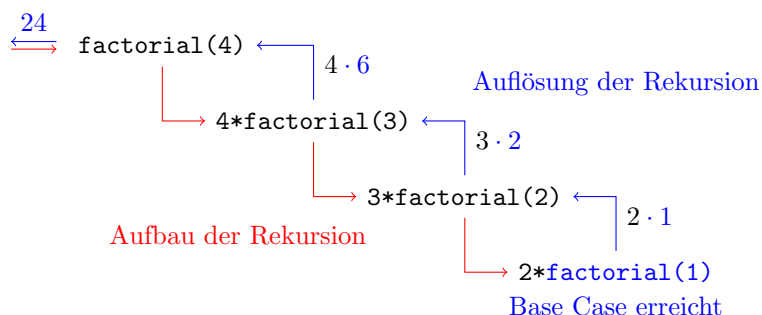 24
factorial(4)
4 · 6
Auflösung der Rekursion
4*factorial(3)
3 · 2
3*factorial(2)
2 · 1
Aufbau der Rekursion
2*factorial(1)
Base Case erreicht